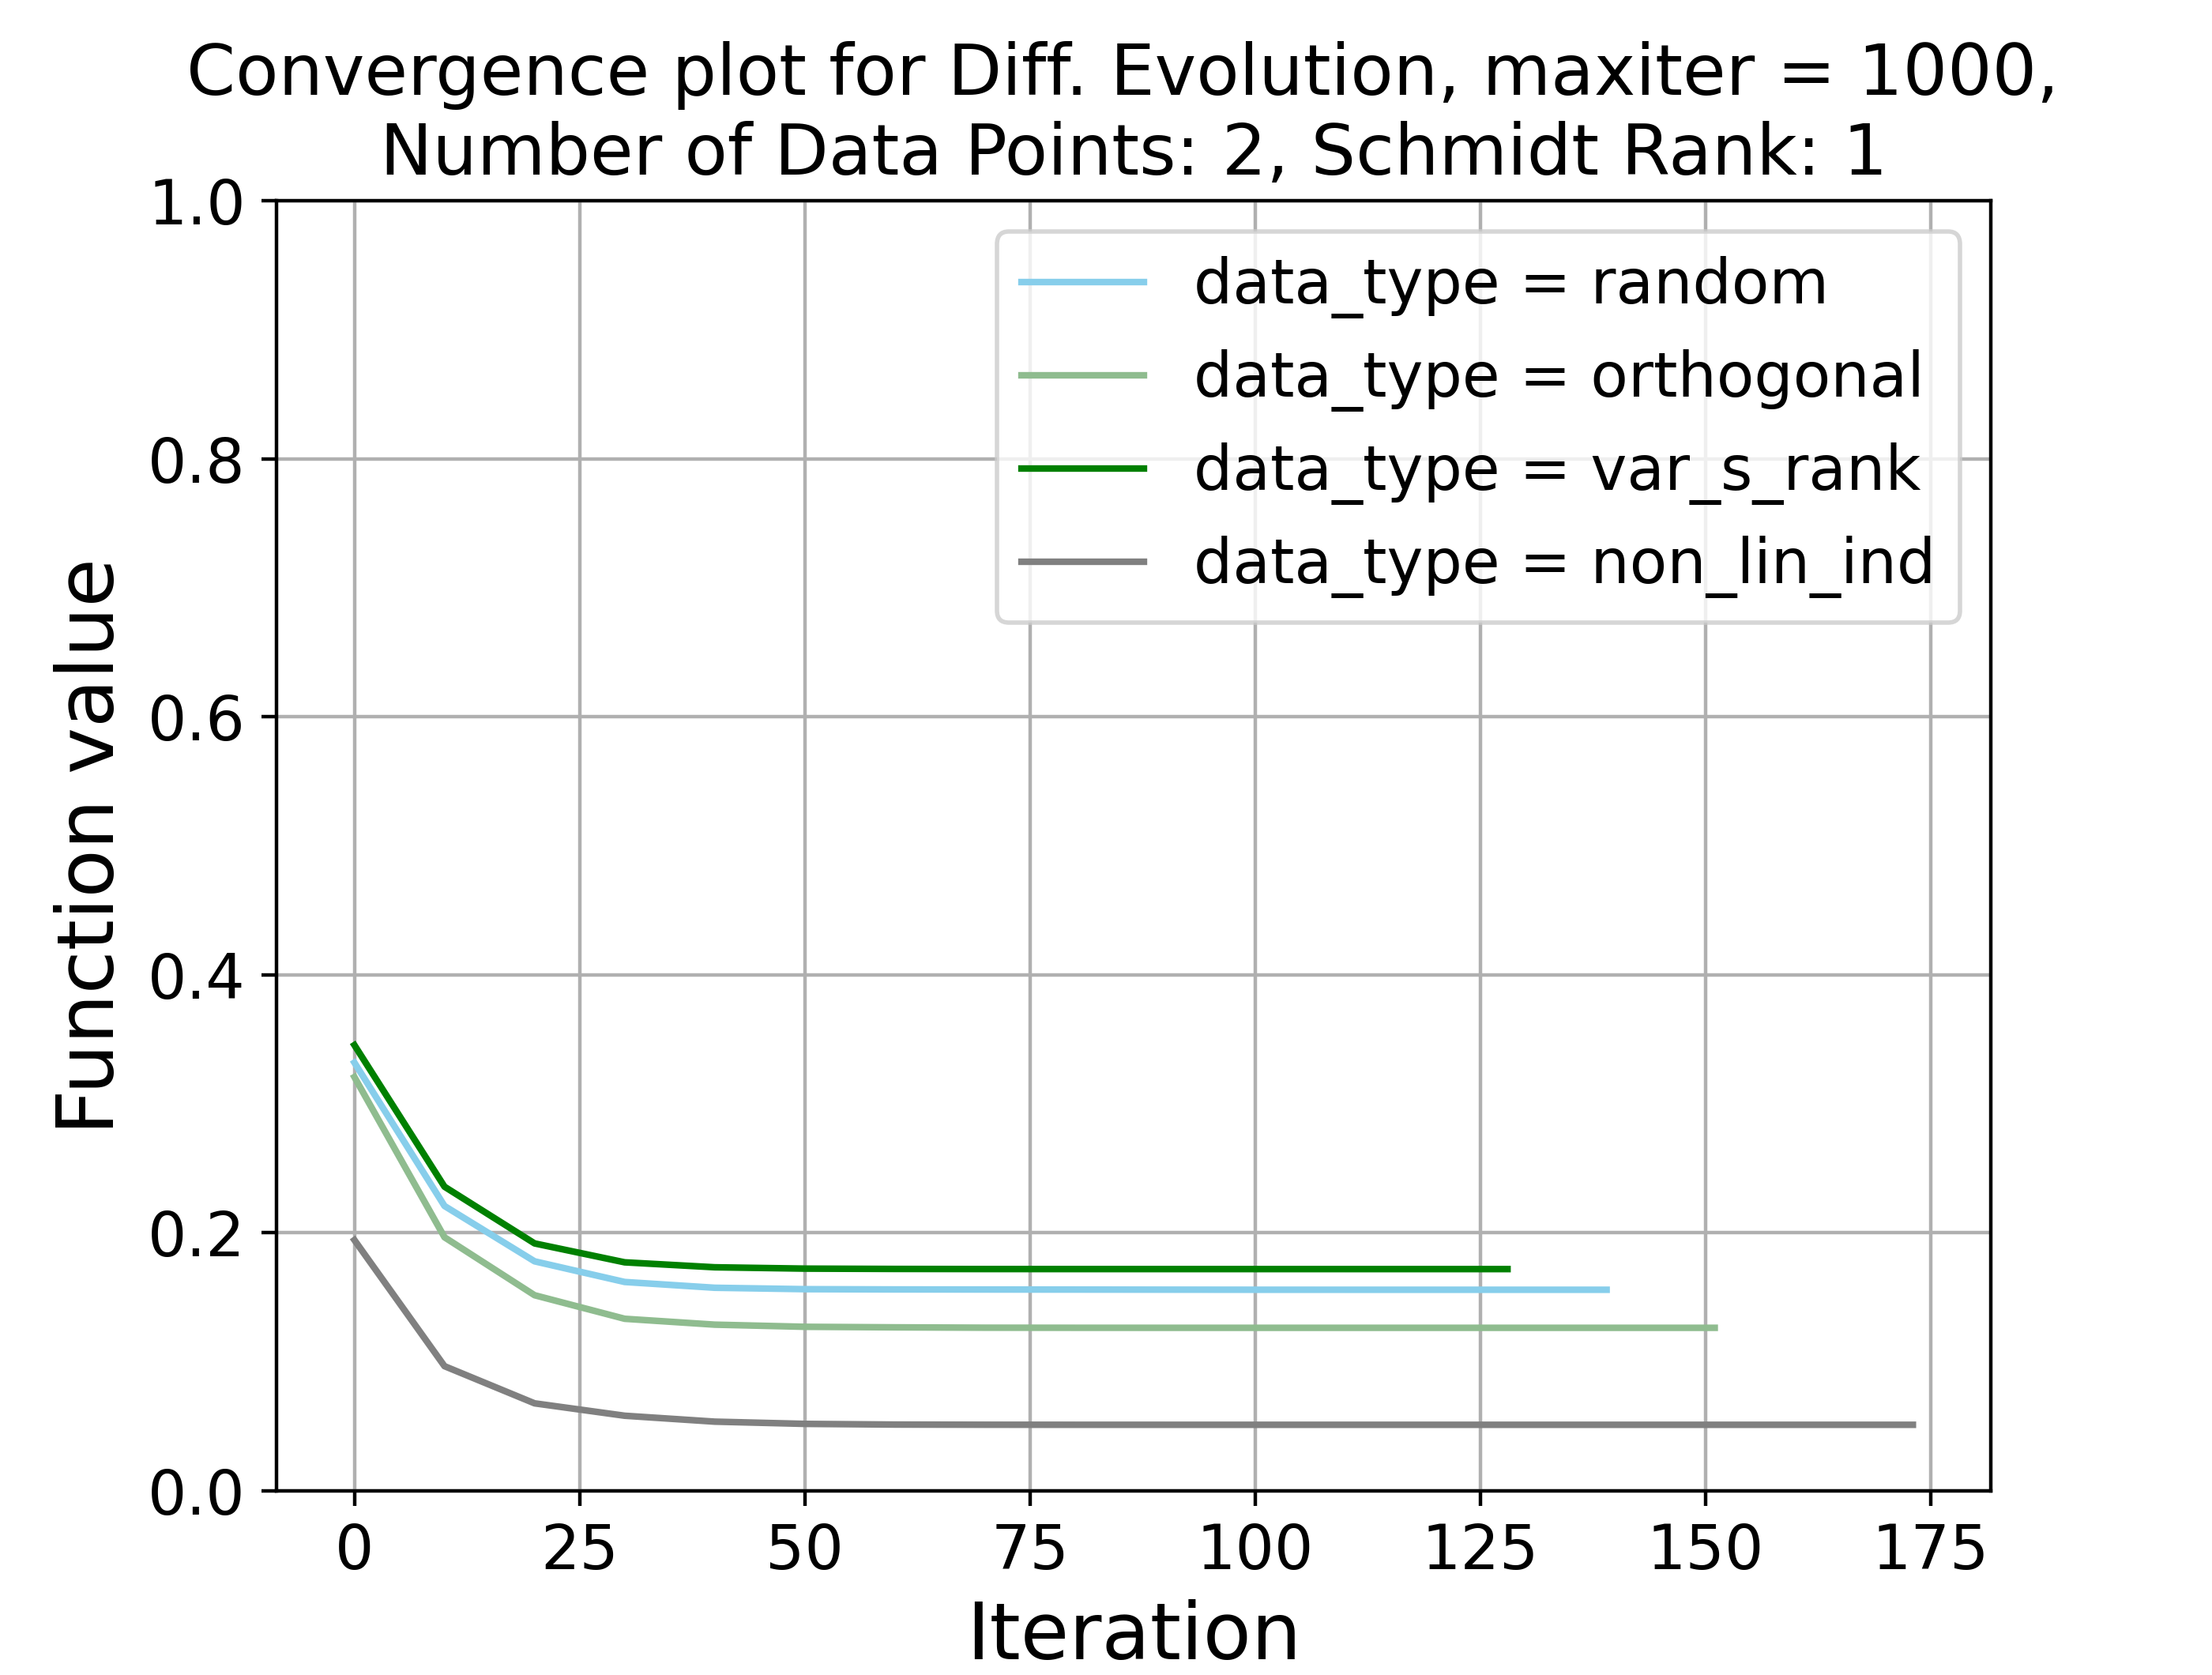 Convergence plot for Diff. Evolution, maxiter = 1000,
Number of Data Points: 2, Schmidt Rank: 1
data_type = random
data_type = orthogonal
data_type = var_s_rank
data_type = non_lin_ind
Function value
1.0
0.8
0.6
0.4
0.2
0.0
0 25 50 75 100 125 150 175
Iteration